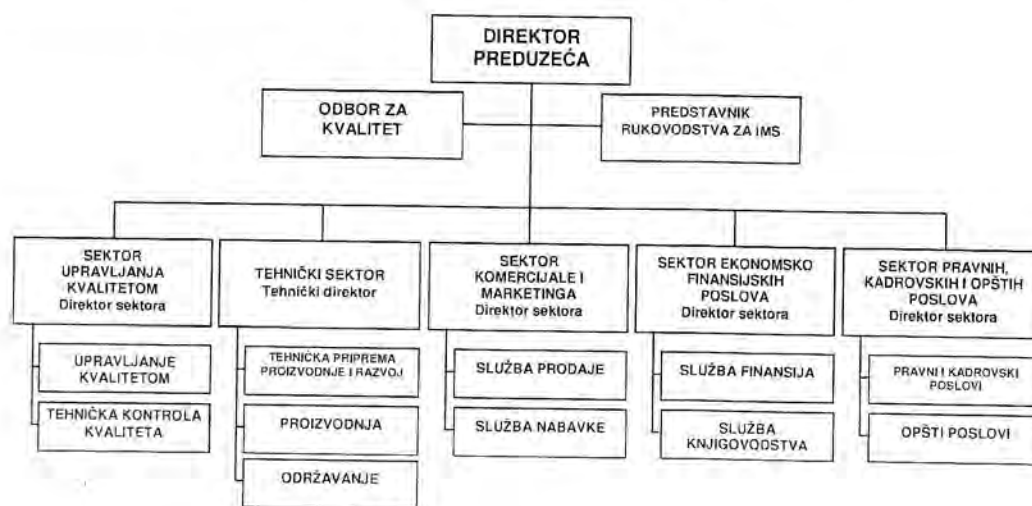 DIREKTOR
PREDUZEĆA
ODBOR ZA
KVALITET
PREDSTAVNIK
RUKOVODSTVA ZA IMS
SEKTOR
UPRAVLJANJA
KVALITETOM
Direktor sektora
UPRAVLJANJE
KVALITETOM
TEHNIČKA KONTROLA
KVALITETA
TEHNIČKI SEKTOR
Tehnički direktor
TEHNIČKA PRIPREMA
PROIZVODNJE I RAZVOJ
PROIZVODNJA
ODRŽAVANJE
SEKTOR
KOMERCIJALE I
MARKETINGA
Direktor sektora
SLUŽBA PRODAJE
SLUŽBA NABAVKE
SEKTOR EKONOMSKO
FINANSIJSKIH
POSLOVA
Direktor sektora
SLUŽBA FINANSIJA
SLUŽBA
KNJIGOVODSTVA
SEKTOR PRAVNIH,
KADROVSKIH I OPŠTIH
POSLOVA
Direktor sektora
PRAVNI I KADROVSKI
POSLOVI
OPŠTI POSLOVI